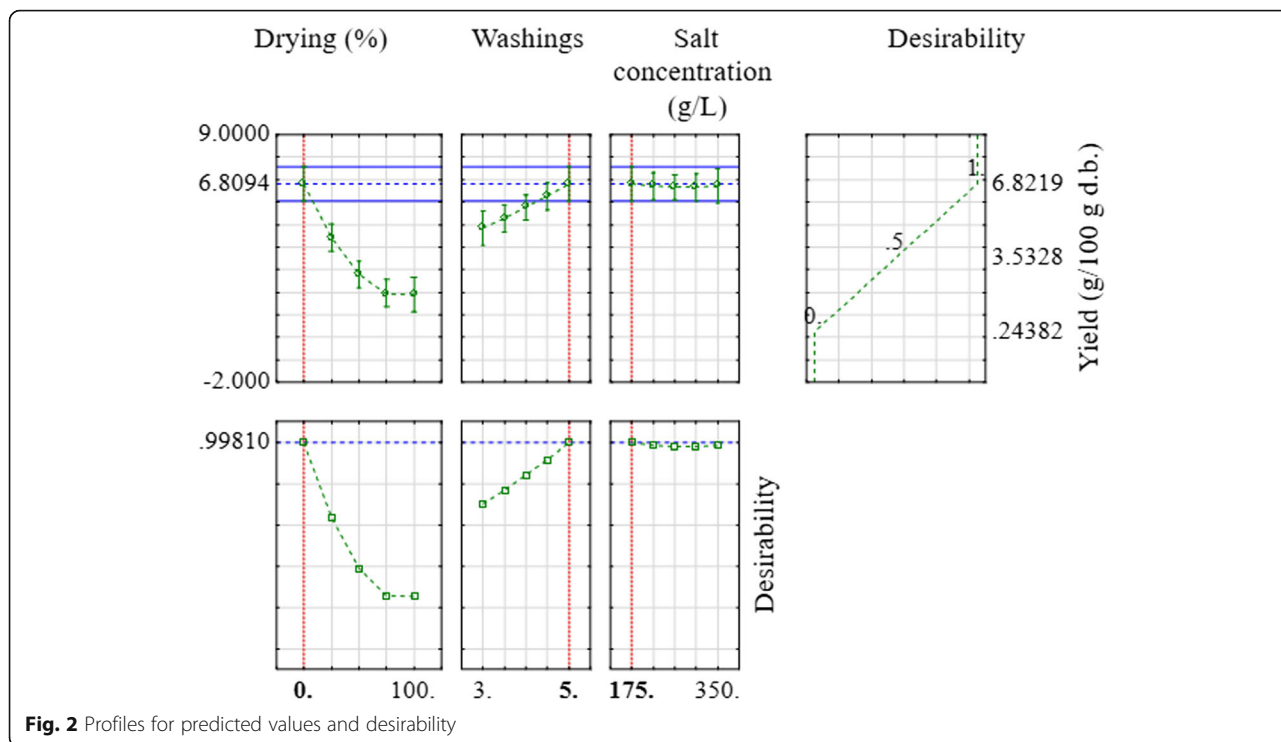 Drying (%)
Washings
Salt
concentration
(g/L)
Desirability
9.0000
6.8094
-2.000
1.
.5
0.
6.8219
3.5328
.24382
Yield (g/100 g d.b.)
.99810
Desirability
0.
100.
3.
5.
175.
350.
Fig. 2 Profiles for predicted values and desirability